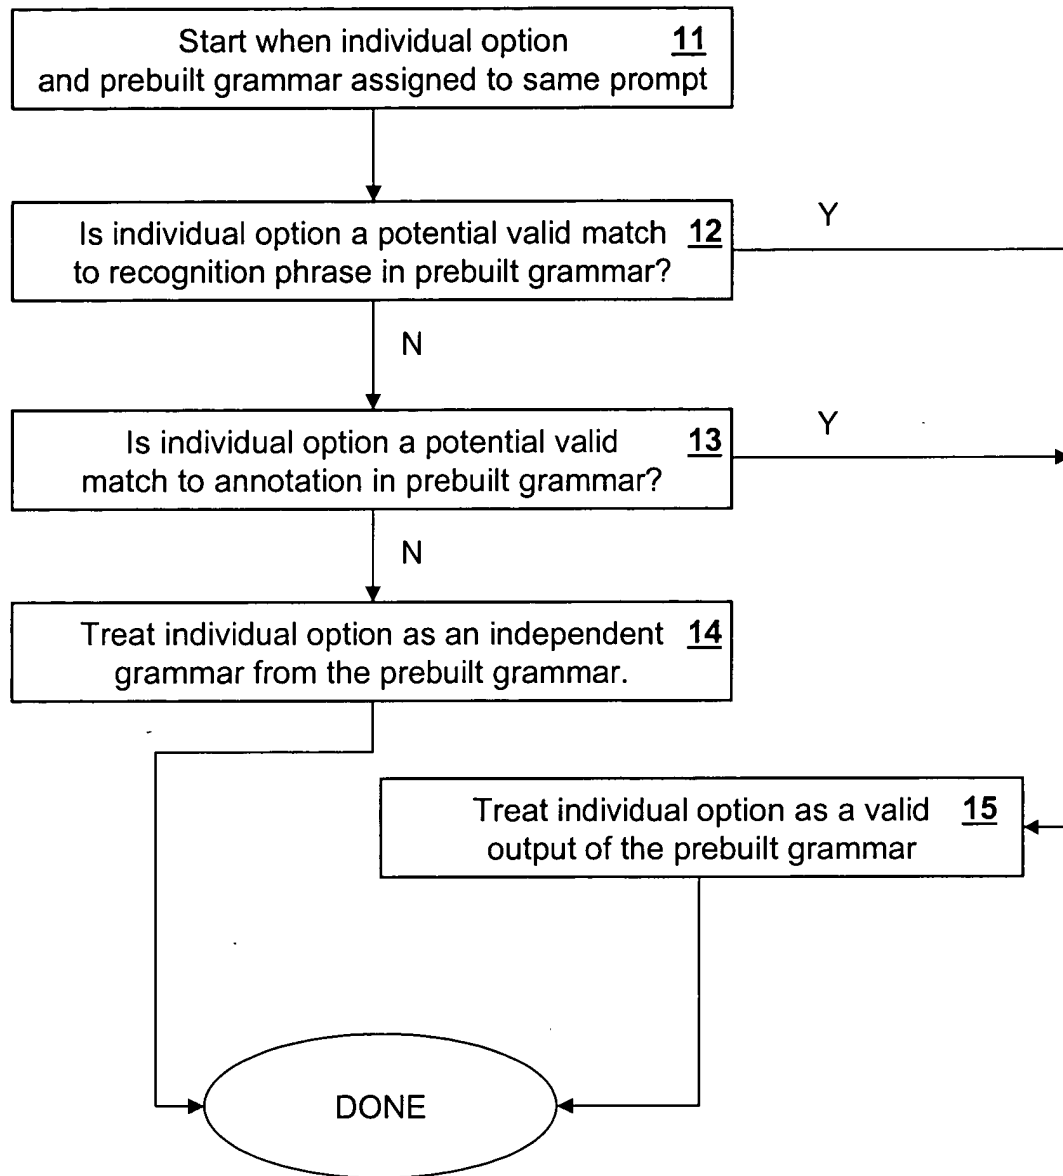 Start when individual option 11
and prebuilt grammar assigned to same prompt
Is individual option a potential valid match 12
to recognition phrase in prebuilt grammar?
Y
N
Is individual option a potential valid 13
match to annotation in prebuilt grammar?
Y
N
Treat individual option as an independent 14
grammar from the prebuilt grammar.
Treat individual option as a valid 15
output of the prebuilt grammar
DONE